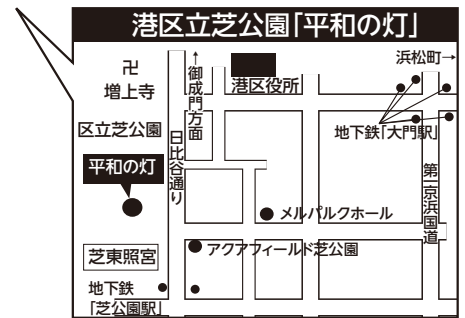 港区立芝公園「平和の灯」
卍
増上寺
区立芝公園
平和の灯
芝東照宮
地下鉄
「芝公園駅」
日比谷通り
←御成門方面
港区役所
浜松町→
地下鉄「大門駅」
第一京浜国道
メルパルクホール
アクアフィールド芝公園